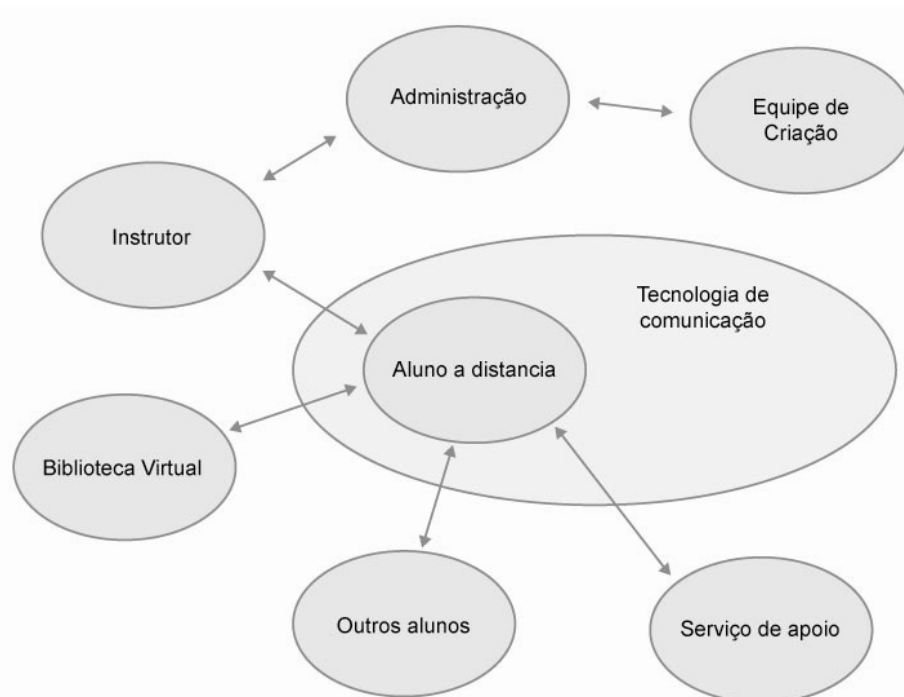 Administração
Equipe de
Criação
Instrutor
Tecnologia de
comunicação
Aluno a distancia
Biblioteca Virtual
Outros alunos
Serviço de apoio